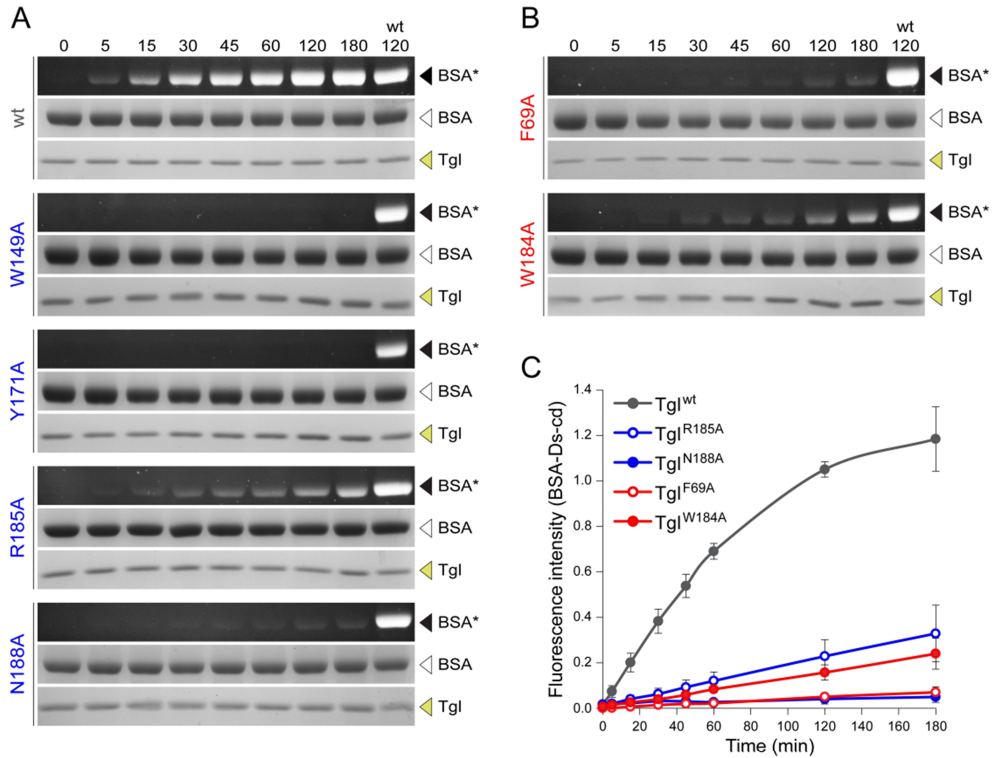 A
wt
0 5 15 30 45 60 120 180 120
wt
BSA*
BSA
Tgl
W149A
BSA*
BSA
Tgl
Y171A
BSA*
BSA
Tgl
R185A
BSA*
BSA
Tgl
N188A
BSA*
BSA
Tgl
B
wt
0 5 15 30 45 60 120 180 120
F69A
BSA*
BSA
Tgl
W184A
BSA*
BSA
Tgl
C
Fluorescence intensity (BSA-Ds-cd)
1.4
1.2
1.0
0.8
0.6
0.4
0.2
0.0
Tgl^wt
Tgl^R185A
Tgl^N188A
Tgl^F69A
Tgl^W184A
0 20 40 60 80 100 120 140 160 180
Time (min)